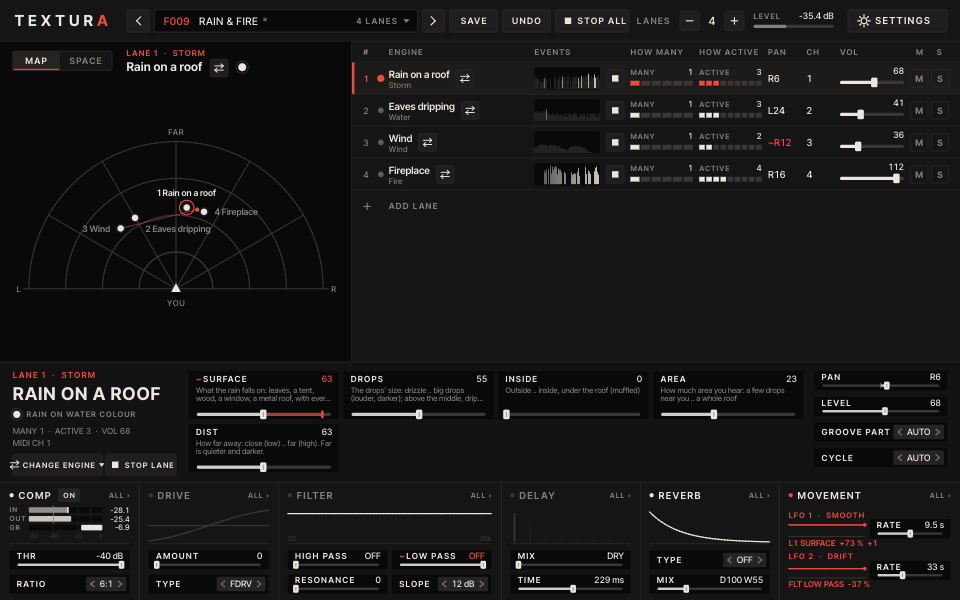 TEXTURA
F009 RAIN & FIRE * 4 LANES
SAVE
UNDO
STOP ALL
LANES 4
LEVEL -35.4 dB
SETTINGS
MAP
SPACE
LANE 1 · STORM
Rain on a roof
FAR
1 Rain on a roof
4 Fireplace
3 Wind
2 Eaves dripping
L
R
YOU
# ENGINE EVENTS HOW MANY HOW ACTIVE PAN CH VOL M S
1 Rain on a roof MANY 1 ACTIVE 3 R6 1 68 M S
Storm
2 Eaves dripping MANY 1 ACTIVE 3 L24 2 41 M S
Water
3 Wind MANY 1 ACTIVE 2 ~R12 3 36 M S
Wind
4 Fireplace MANY 1 ACTIVE 4 R16 4 112 M S
Fire
+ ADD LANE
LANE 1 · STORM
RAIN ON A ROOF
RAIN ON WATER COLOUR
MANY 1 · ACTIVE 3 · VOL 68
MIDI CH 1
CHANGE ENGINE
STOP LANE
~SURFACE 63
What the rain falls on: leaves, a tent,
wood, a window, a metal roof, with ever...
DROPS 55
The drops' size: drizzle .. big drops
(louder, darker); above the middle, drip...
INSIDE 0
Outside .. inside, under the roof (muffled)
AREA 23
How much area you hear: a few drops
near you .. a whole roof
DIST 63
How far away: close (low) .. far (high). Far
is quieter and darker.
PAN R6
LEVEL 68
GROOVE PART < AUTO >
CYCLE < AUTO >
COMP ON ALL ›
IN -28.1
OUT -25.4
GR -6.9
-60 -40 -20 0
THR -40 dB
RATIO < 6:1 >
DRIVE ALL ›
AMOUNT 0
TYPE < FDRV >
FILTER ALL ›
20 20k
HIGH PASS OFF
~LOW PASS OFF
RESONANCE 0
SLOPE < 12 dB >
DELAY ALL ›
MIX DRY
TIME 229 ms
REVERB ALL ›
TYPE < OFF >
MIX D100 W55
MOVEMENT ALL ›
LFO 1 · SMOOTH
RATE 9.5 s
L1 SURFACE +73 % +1
LFO 2 · DRIFT
RATE 33 s
FLT LOW PASS -37 %